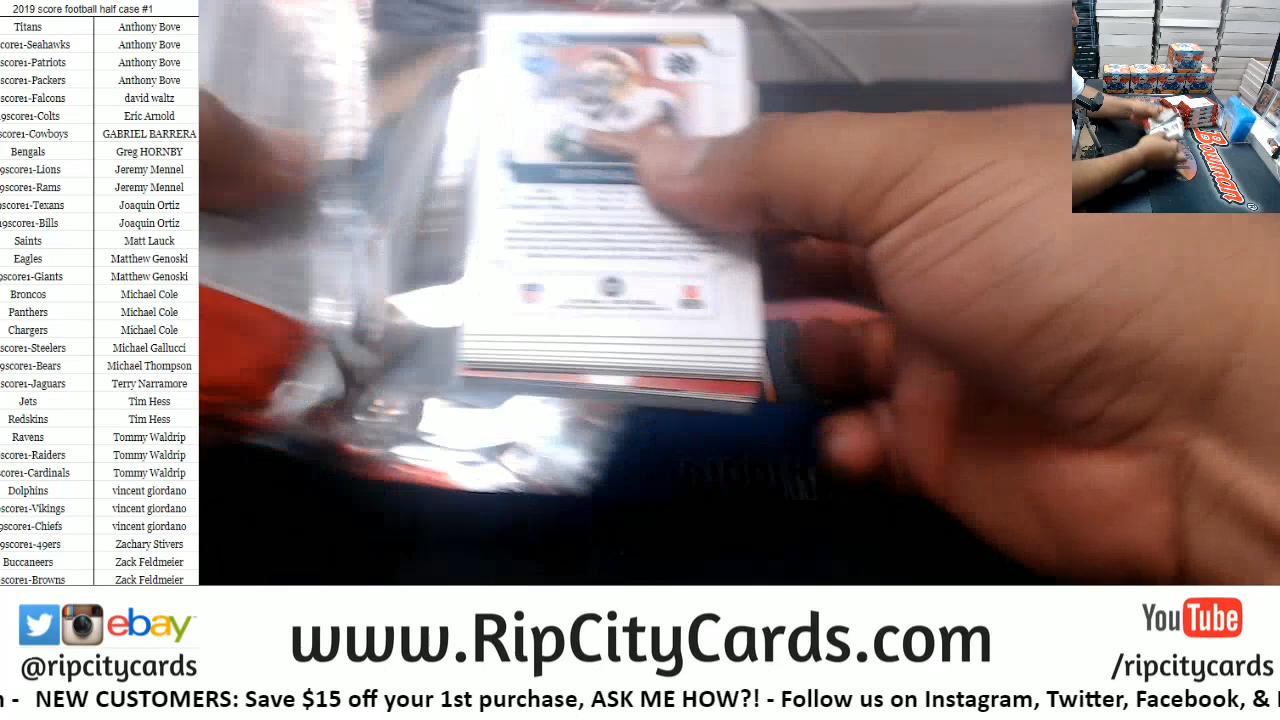 2019 score football half case #1
Titans Anthony Bove
core1-Seahawks Anthony Bove
score1-Patriots Anthony Bove
score1-Packers Anthony Bove
score1-Falcons david waltz
9score1-Colts Eric Arnold
score1-Cowboys GABRIEL BARRERA
Bengals Greg HORNBY
9score1-Lions Jeremy Mennel
9score1-Rams Jeremy Mennel
score1-Texans Joaquin Ortiz
19score1-Bills Joaquin Ortiz
Saints Matt Lauck
Eagles Matthew Genoski
9score1-Giants Matthew Genoski
Broncos Michael Cole
Panthers Michael Cole
Chargers Michael Cole
score1-Steelers Michael Gallucci
9score1-Bears Michael Thompson
score1-Jaguars Terry Narramore
Jets Tim Hess
Redskins Tim Hess
Ravens Tommy Waldrip
score1-Raiders Tommy Waldrip
core1-Cardinals Tommy Waldrip
Dolphins vincent giordano
score1-Vikings vincent giordano
9score1-Chiefs vincent giordano
9score1-49ers Zachary Stivers
Buccaneers Zack Feldmeier
score1-Browns Zack Feldmeier
Bowman
ebay
@ripcitycards
www.RipCityCards.com
YouTube
/ripcitycards
n - NEW CUSTOMERS: Save $15 off your 1st purchase, ASK ME HOW?! - Follow us on Instagram, Twitter, Facebook, &